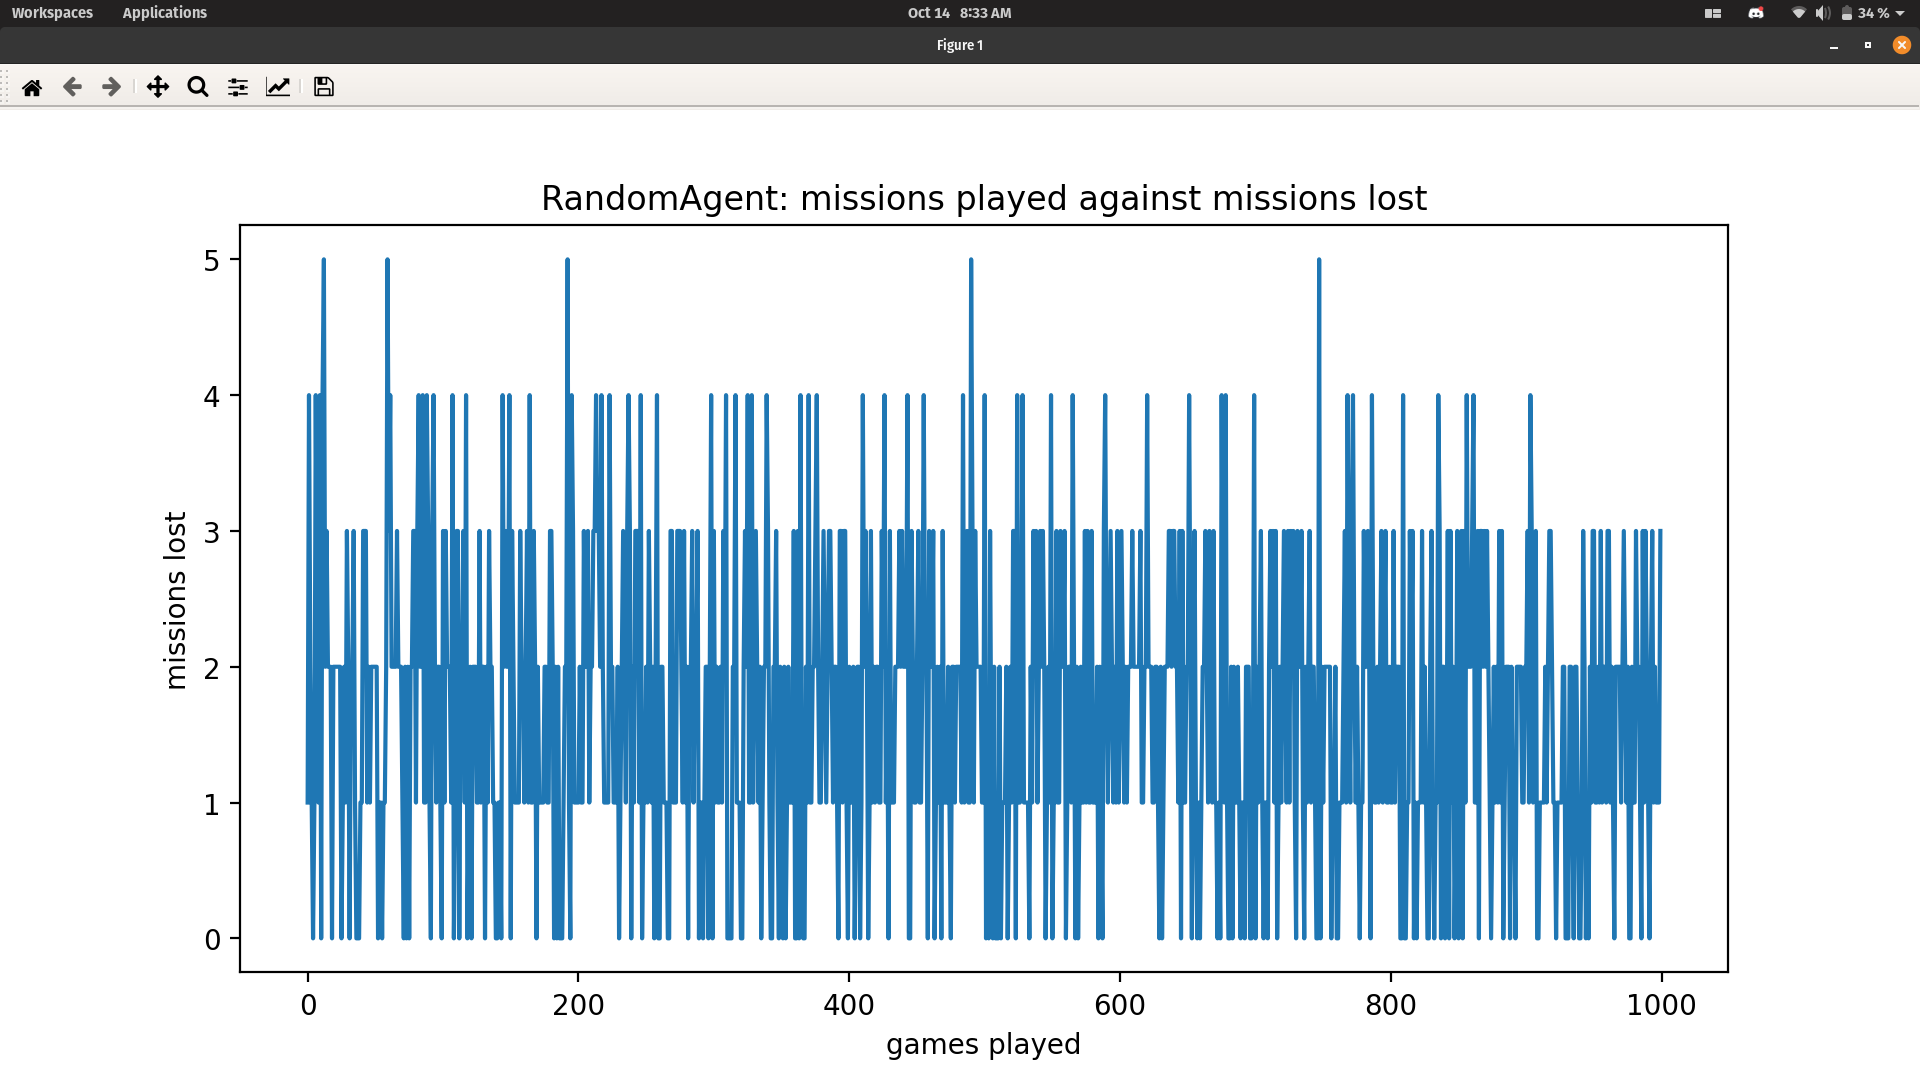 Workspaces Applications Oct 14 8:33 AM 34 %
Figure 1
RandomAgent: missions played against missions lost
5
4
3
2
1
0
missions lost
0 200 400 600 800 1000
games played